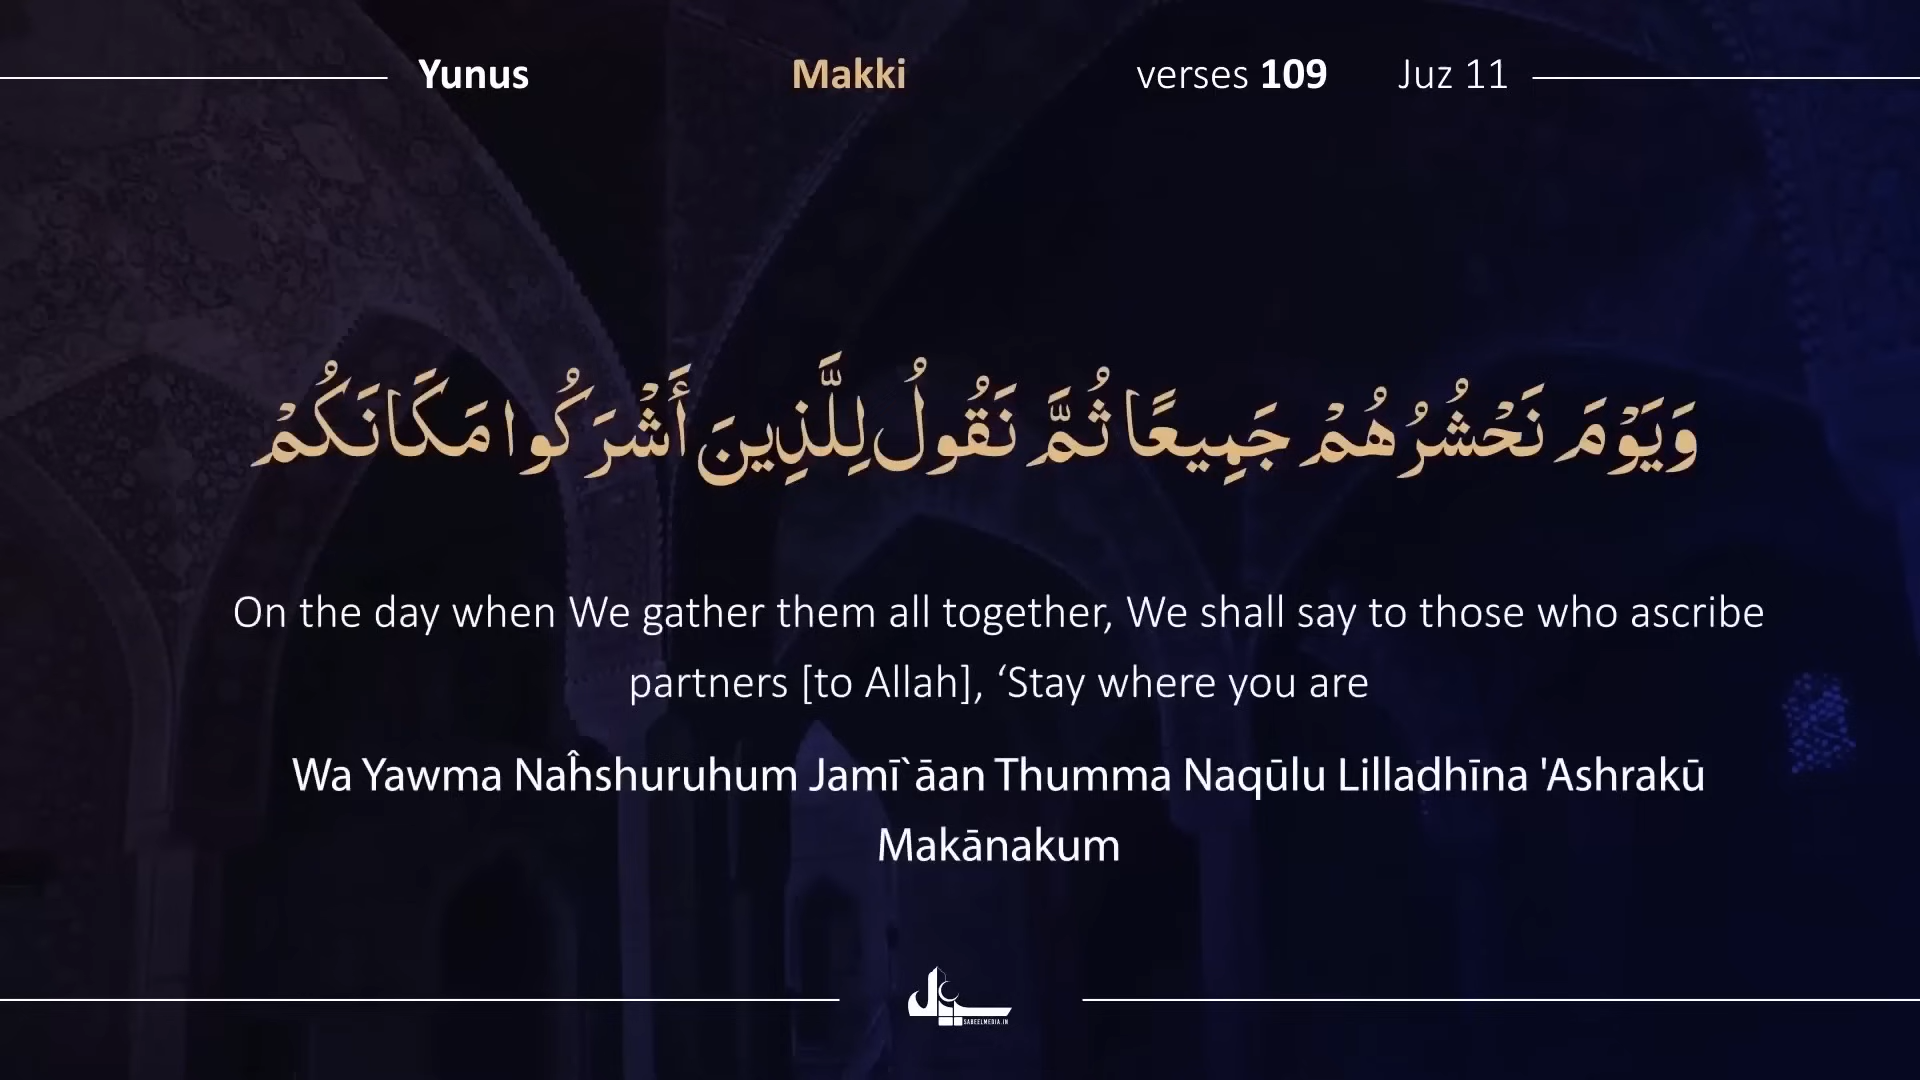 Yunus Makki verses 109 Juz 11
وَيَوْمَ نَحْشُرُهُمْ جَمِيعًا ثُمَّ نَقُولُ لِلَّذِينَ أَشْرَكُوا مَكَانَكُمْ
On the day when We gather them all together, We shall say to those who ascribe
partners [to Allah], ‘Stay where you are
Wa Yawma Naĥshuruhum Jamī`āan Thumma Naqūlu Lilladhīna 'Ashrakū
Makānakum
SABEELMEDIA.IN